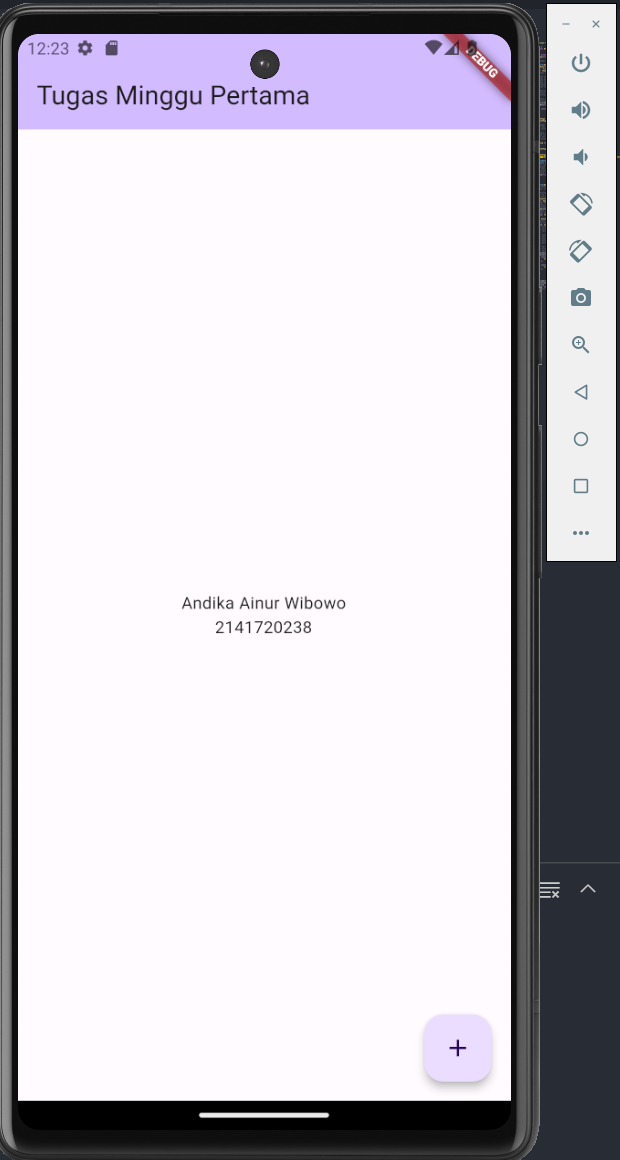 12:23
DEBUG
Tugas Minggu Pertama
Andika Ainur Wibowo
2141720238